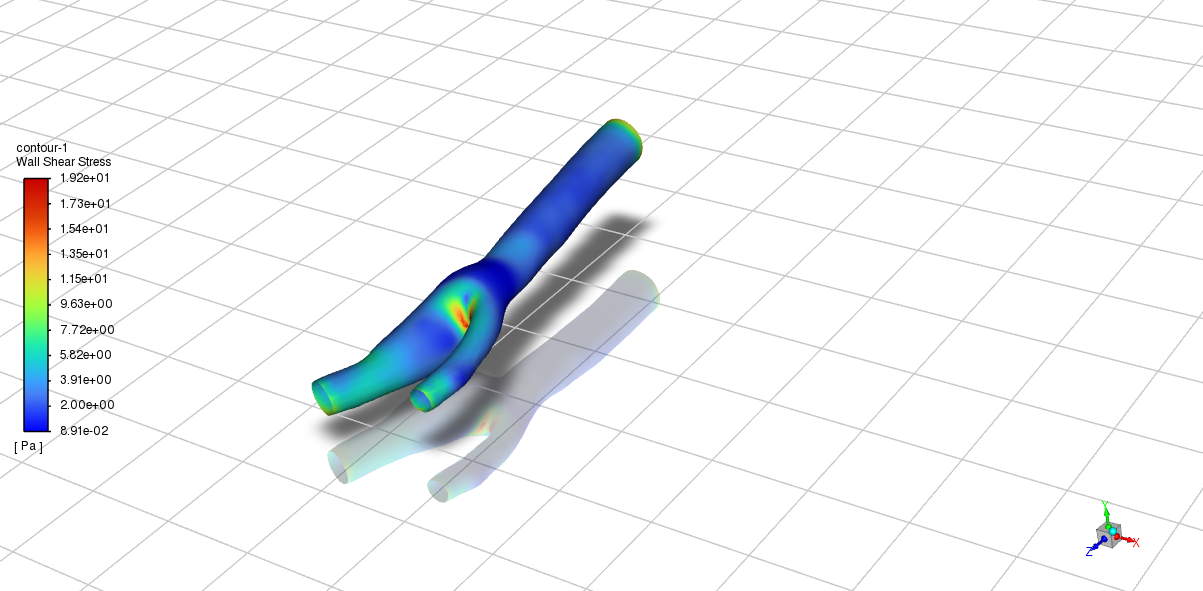 contour-1
Wall Shear Stress
1.92e+01
1.73e+01
1.54e+01
1.35e+01
1.15e+01
9.63e+00
7.72e+00
5.82e+00
3.91e+00
2.00e+00
8.91e-02
[ Pa ]
Y
X
Z